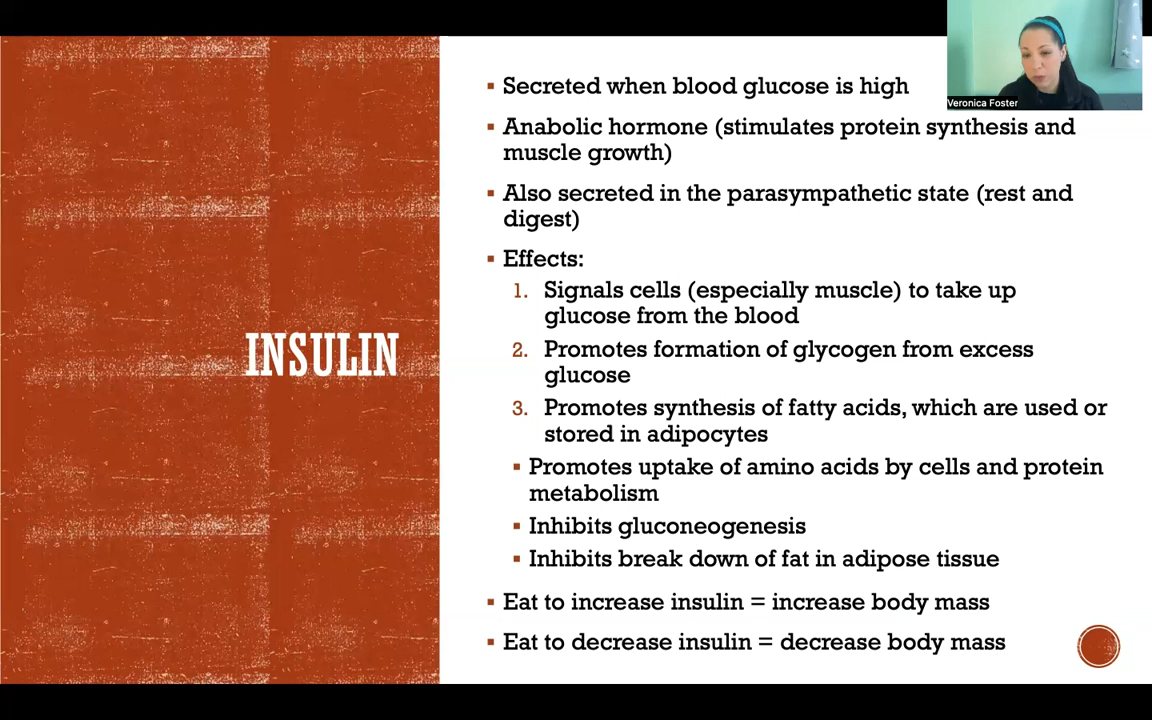 Veronica Foster
INSULIN
▪ Secreted when blood glucose is high
▪ Anabolic hormone (stimulates protein synthesis and
muscle growth)
▪ Also secreted in the parasympathetic state (rest and
digest)
▪ Effects:
1. Signals cells (especially muscle) to take up
glucose from the blood
2. Promotes formation of glycogen from excess
glucose
3. Promotes synthesis of fatty acids, which are used or
stored in adipocytes
▪ Promotes uptake of amino acids by cells and protein
metabolism
▪ Inhibits gluconeogenesis
▪ Inhibits break down of fat in adipose tissue
▪ Eat to increase insulin = increase body mass
▪ Eat to decrease insulin = decrease body mass